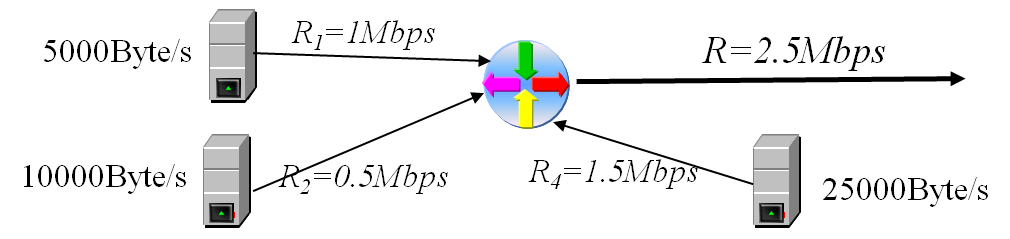 5000Byte/s
R₁=1Mbps
R=2.5Mbps
10000Byte/s
R₂=0.5Mbps
R₄=1.5Mbps
25000Byte/s